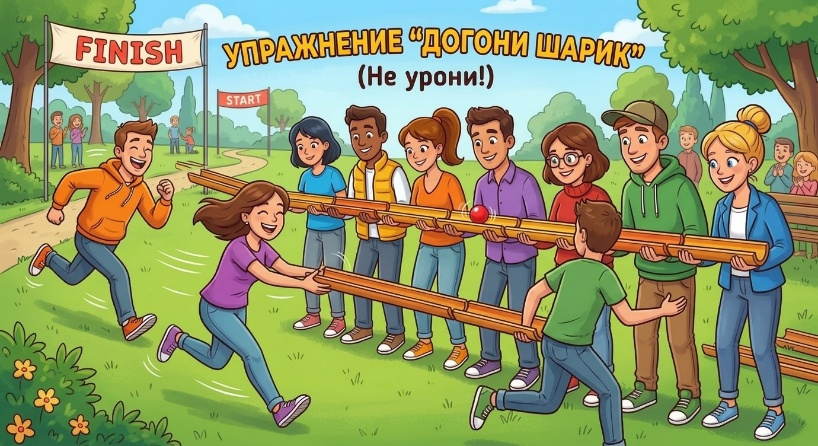 FINISH
УПРАЖНЕНИЕ “ДОГОНИ ШАРИК”
(Не урони!)
START